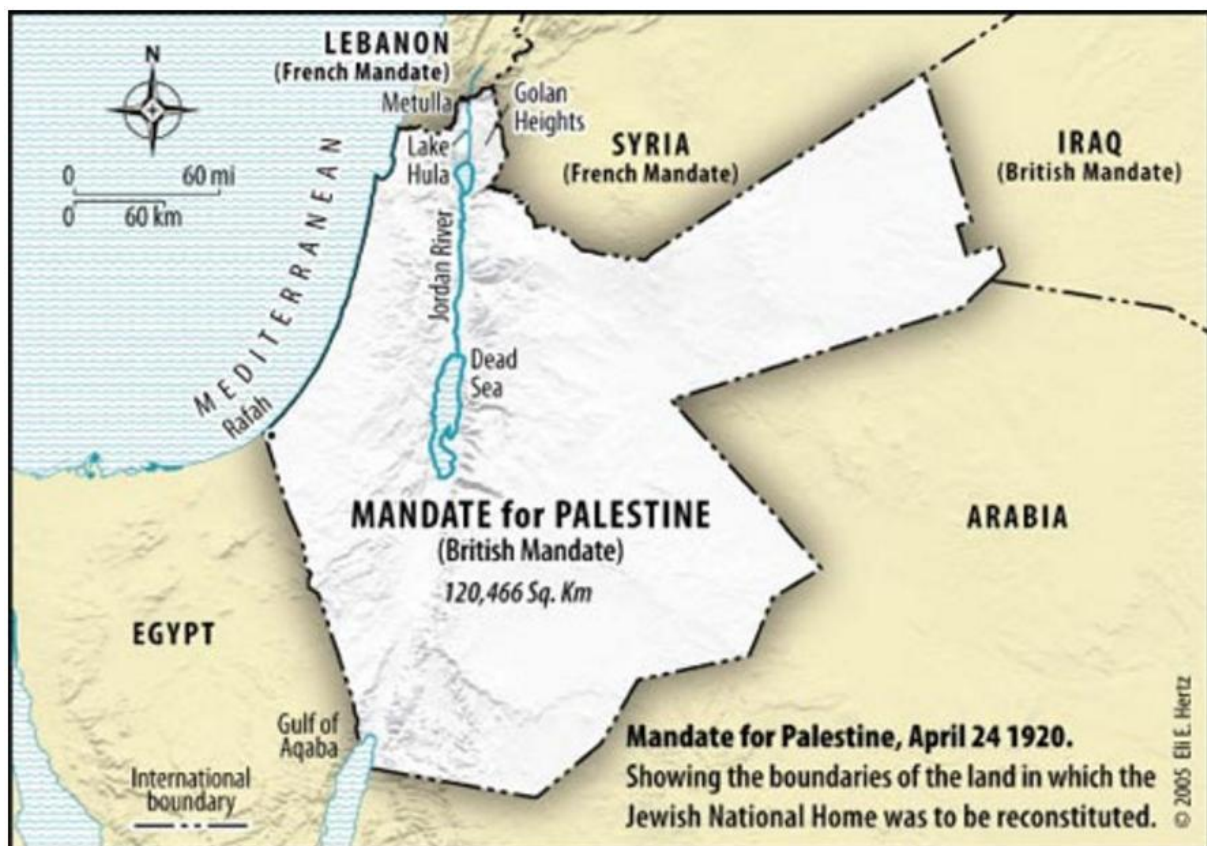 LEBANON
(French Mandate)
N
Metulla
Golan
Heights
Lake
Hula
SYRIA
(French Mandate)
IRAQ
(British Mandate)
0 60 mi
0 60 km
MEDITERRANEAN
Jordan River
Rafah
Dead
Sea
MANDATE for PALESTINE
(British Mandate)
120,466 Sq. Km
ARABIA
EGYPT
Gulf of
Aqaba
International
boundary
Mandate for Palestine, April 24 1920.
Showing the boundaries of the land in which the
Jewish National Home was to be reconstituted.
© 2005 Eli E. Hertz